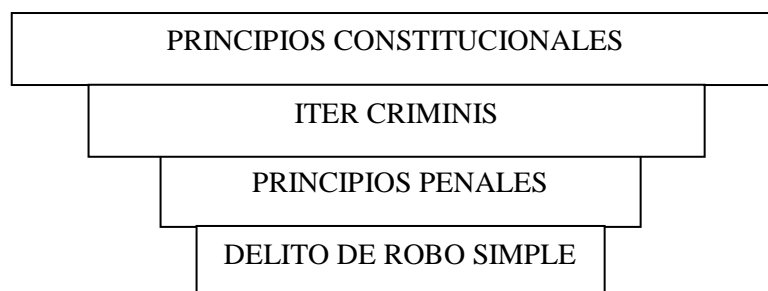 PRINCIPIOS CONSTITUCIONALES
ITER CRIMINIS
PRINCIPIOS PENALES
DELITO DE ROBO SIMPLE